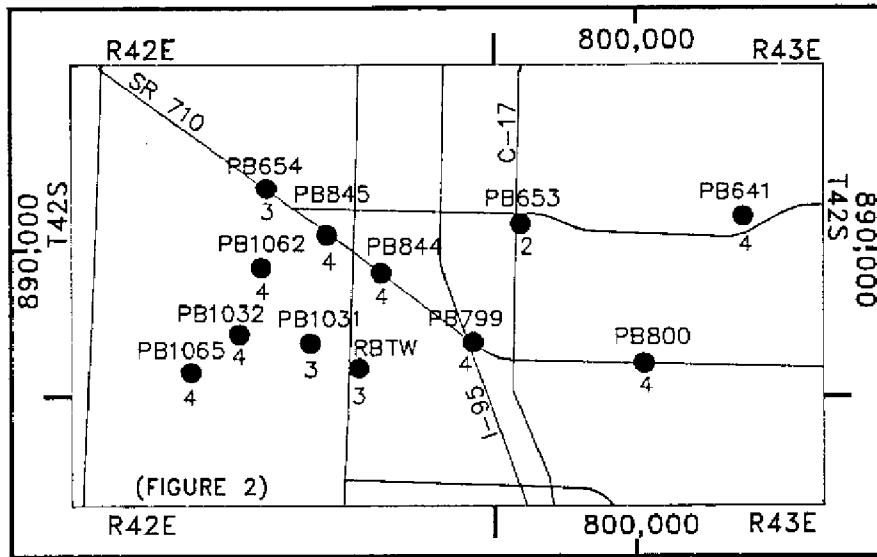 800,000
R42E
R43E
SR 710
C-17
PB654
3
PB845
4
PB653
2
PB641
4
T42S
890,000
T42S
890,000
PB1062
4
PB844
4
PB1032
4
PB1031
3
PB799
4
PB800
4
PB1065
4
RBTW
3
I-95
(FIGURE 2)
R42E
800,000
R43E